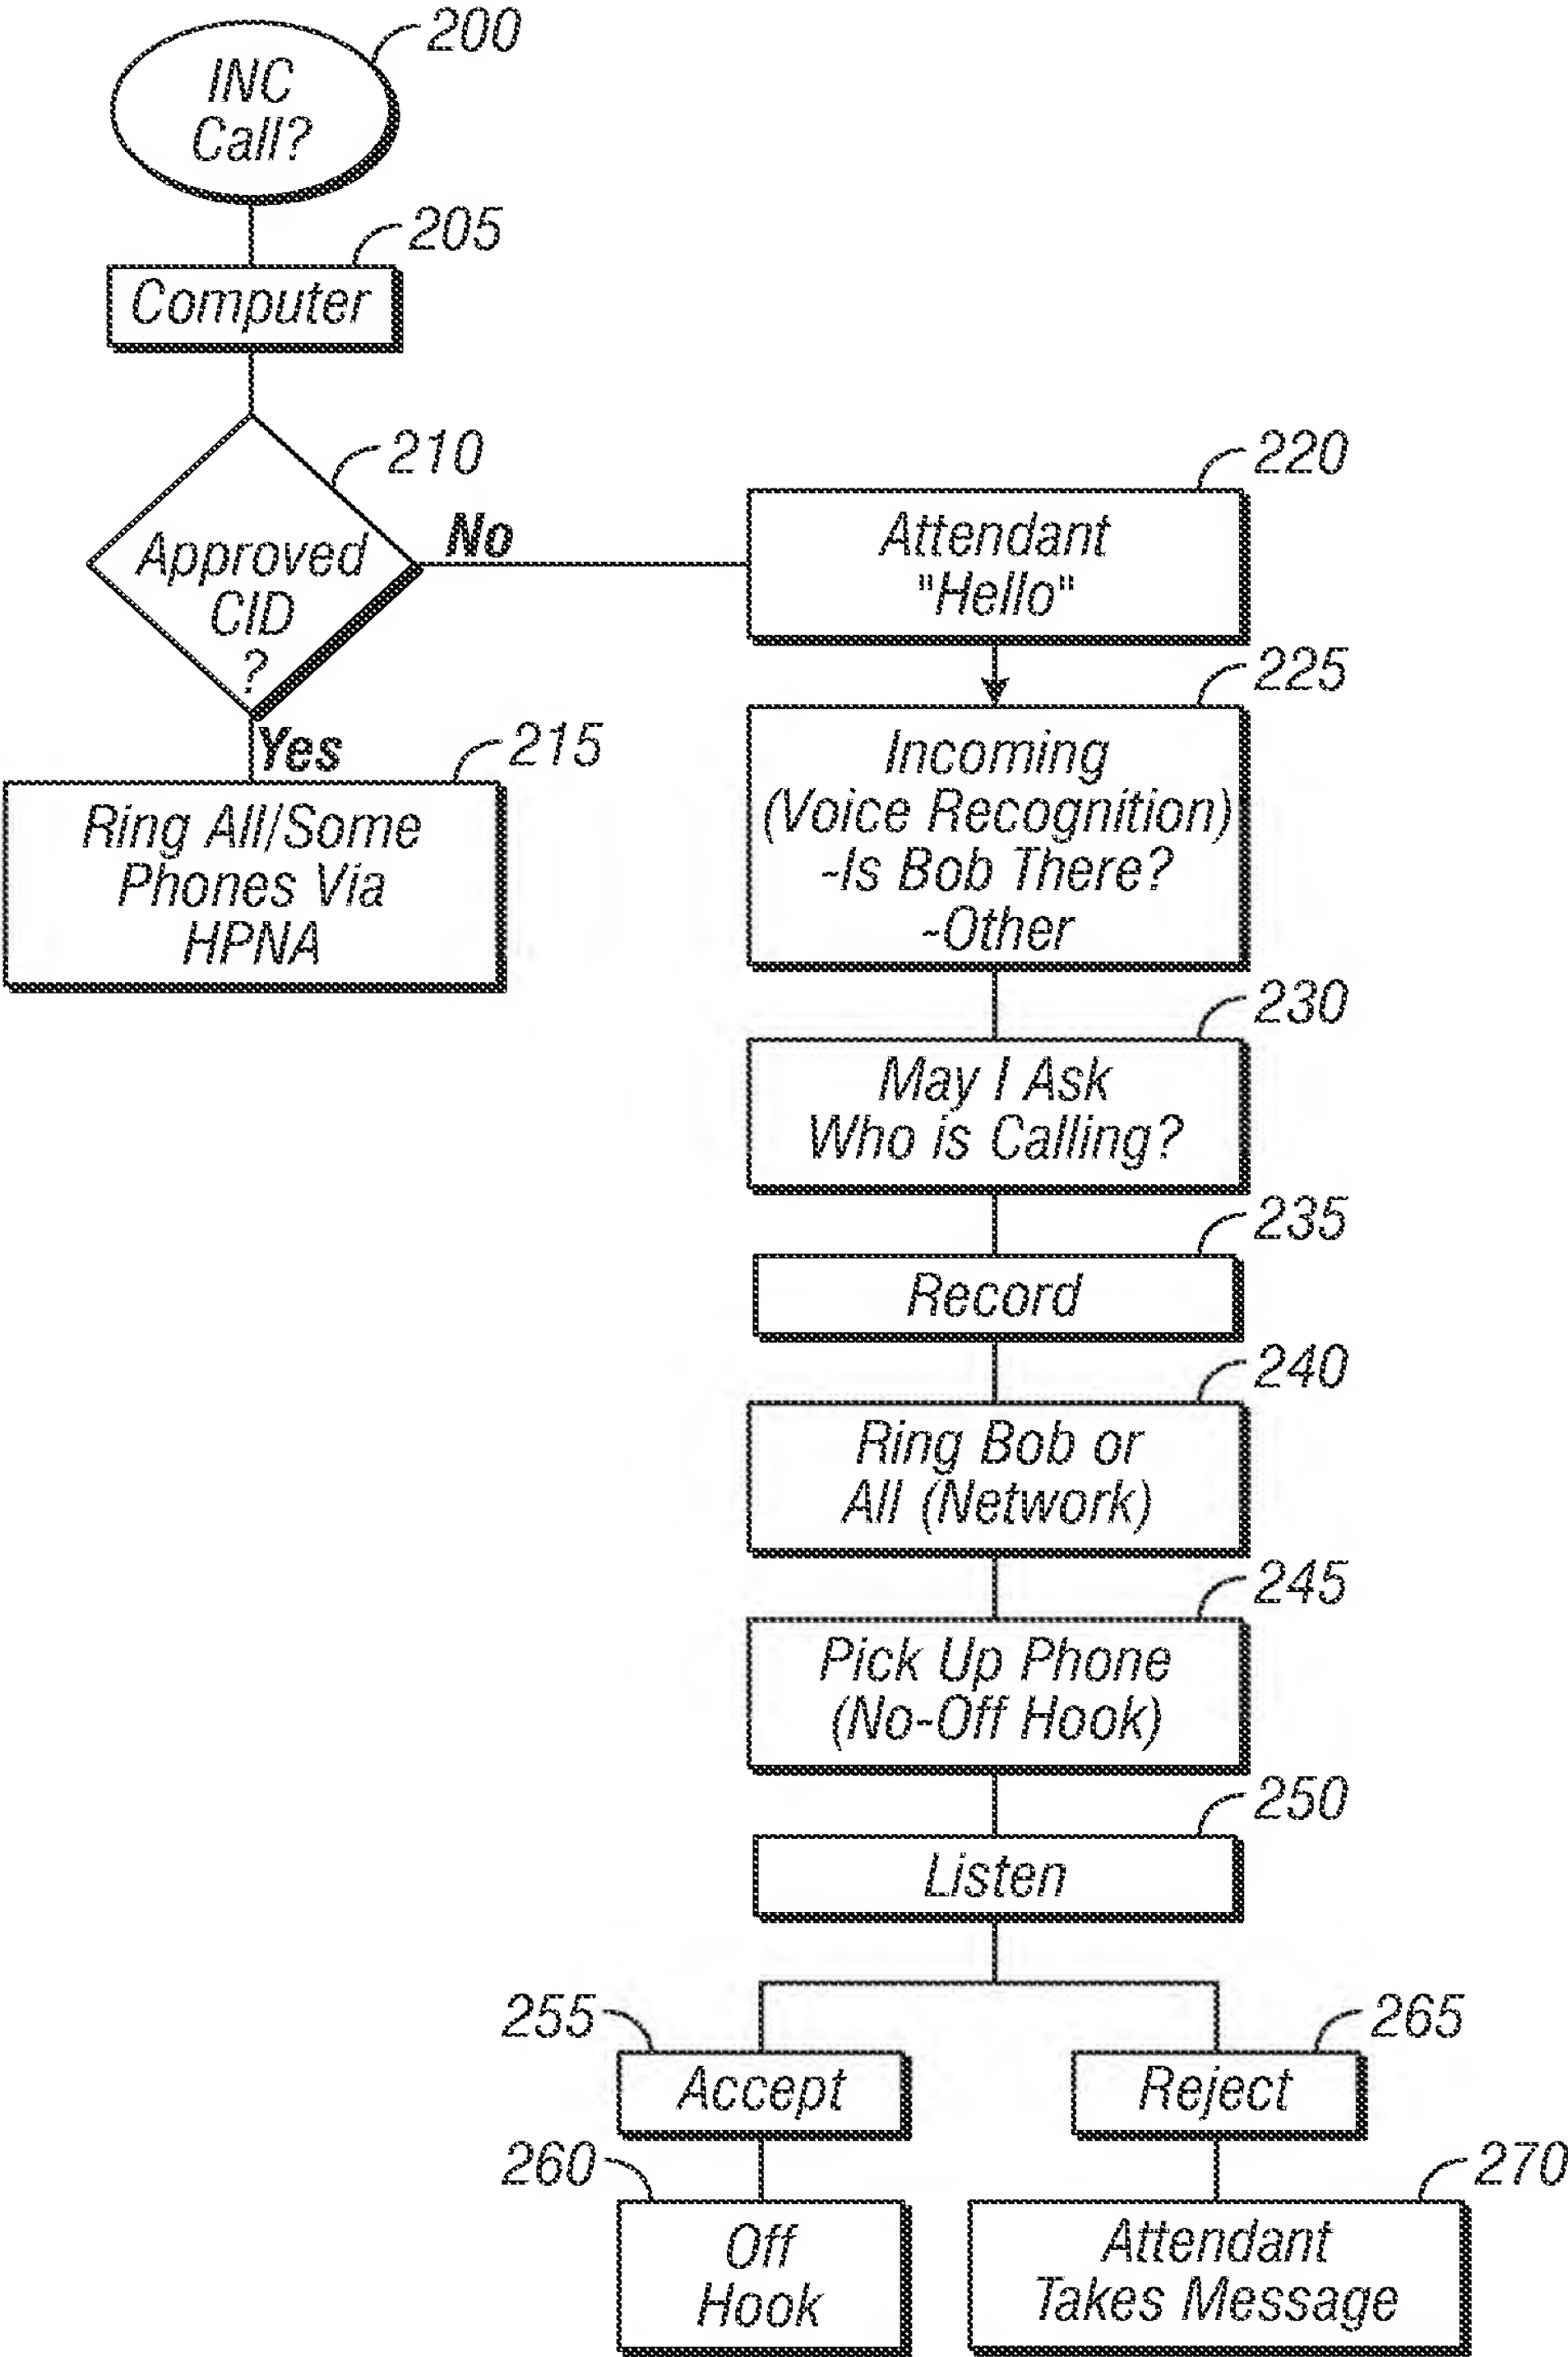 200
INC
Call?
205
Computer
210
Approved
CID
?
No
Yes
215
Ring All/Some
Phones Via
HPNA
220
Attendant
"Hello"
225
Incoming
(Voice Recognition)
-Is Bob There?
-Other
230
May I Ask
Who is Calling?
235
Record
240
Ring Bob or
All (Network)
245
Pick Up Phone
(No-Off Hook)
250
Listen
255
Accept
260
Off
Hook
265
Reject
270
Attendant
Takes Message